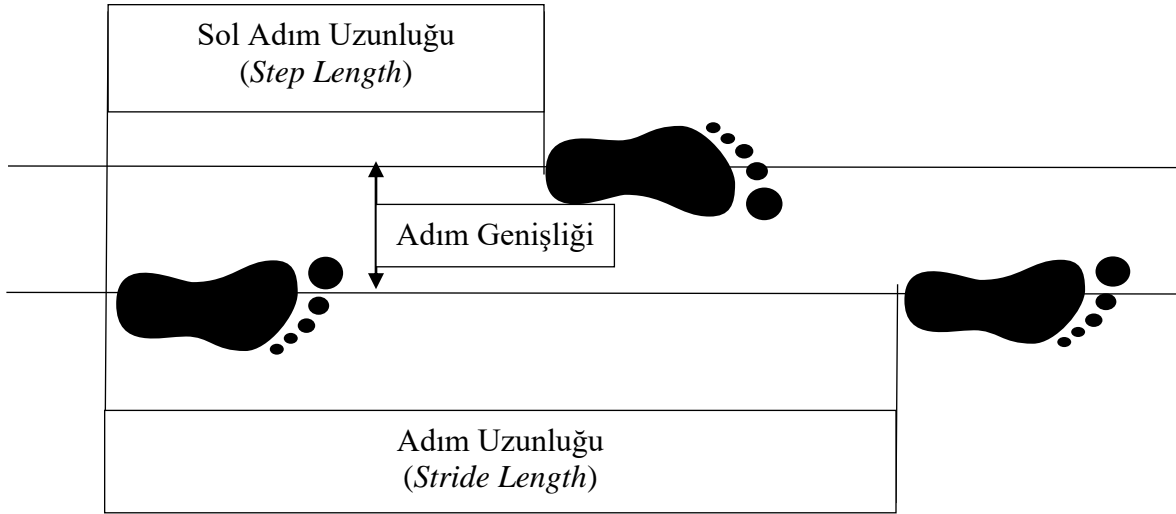 Sol Adım Uzunluğu
(Step Length)
Adım Genişliği
Adım Uzunluğu
(Stride Length)